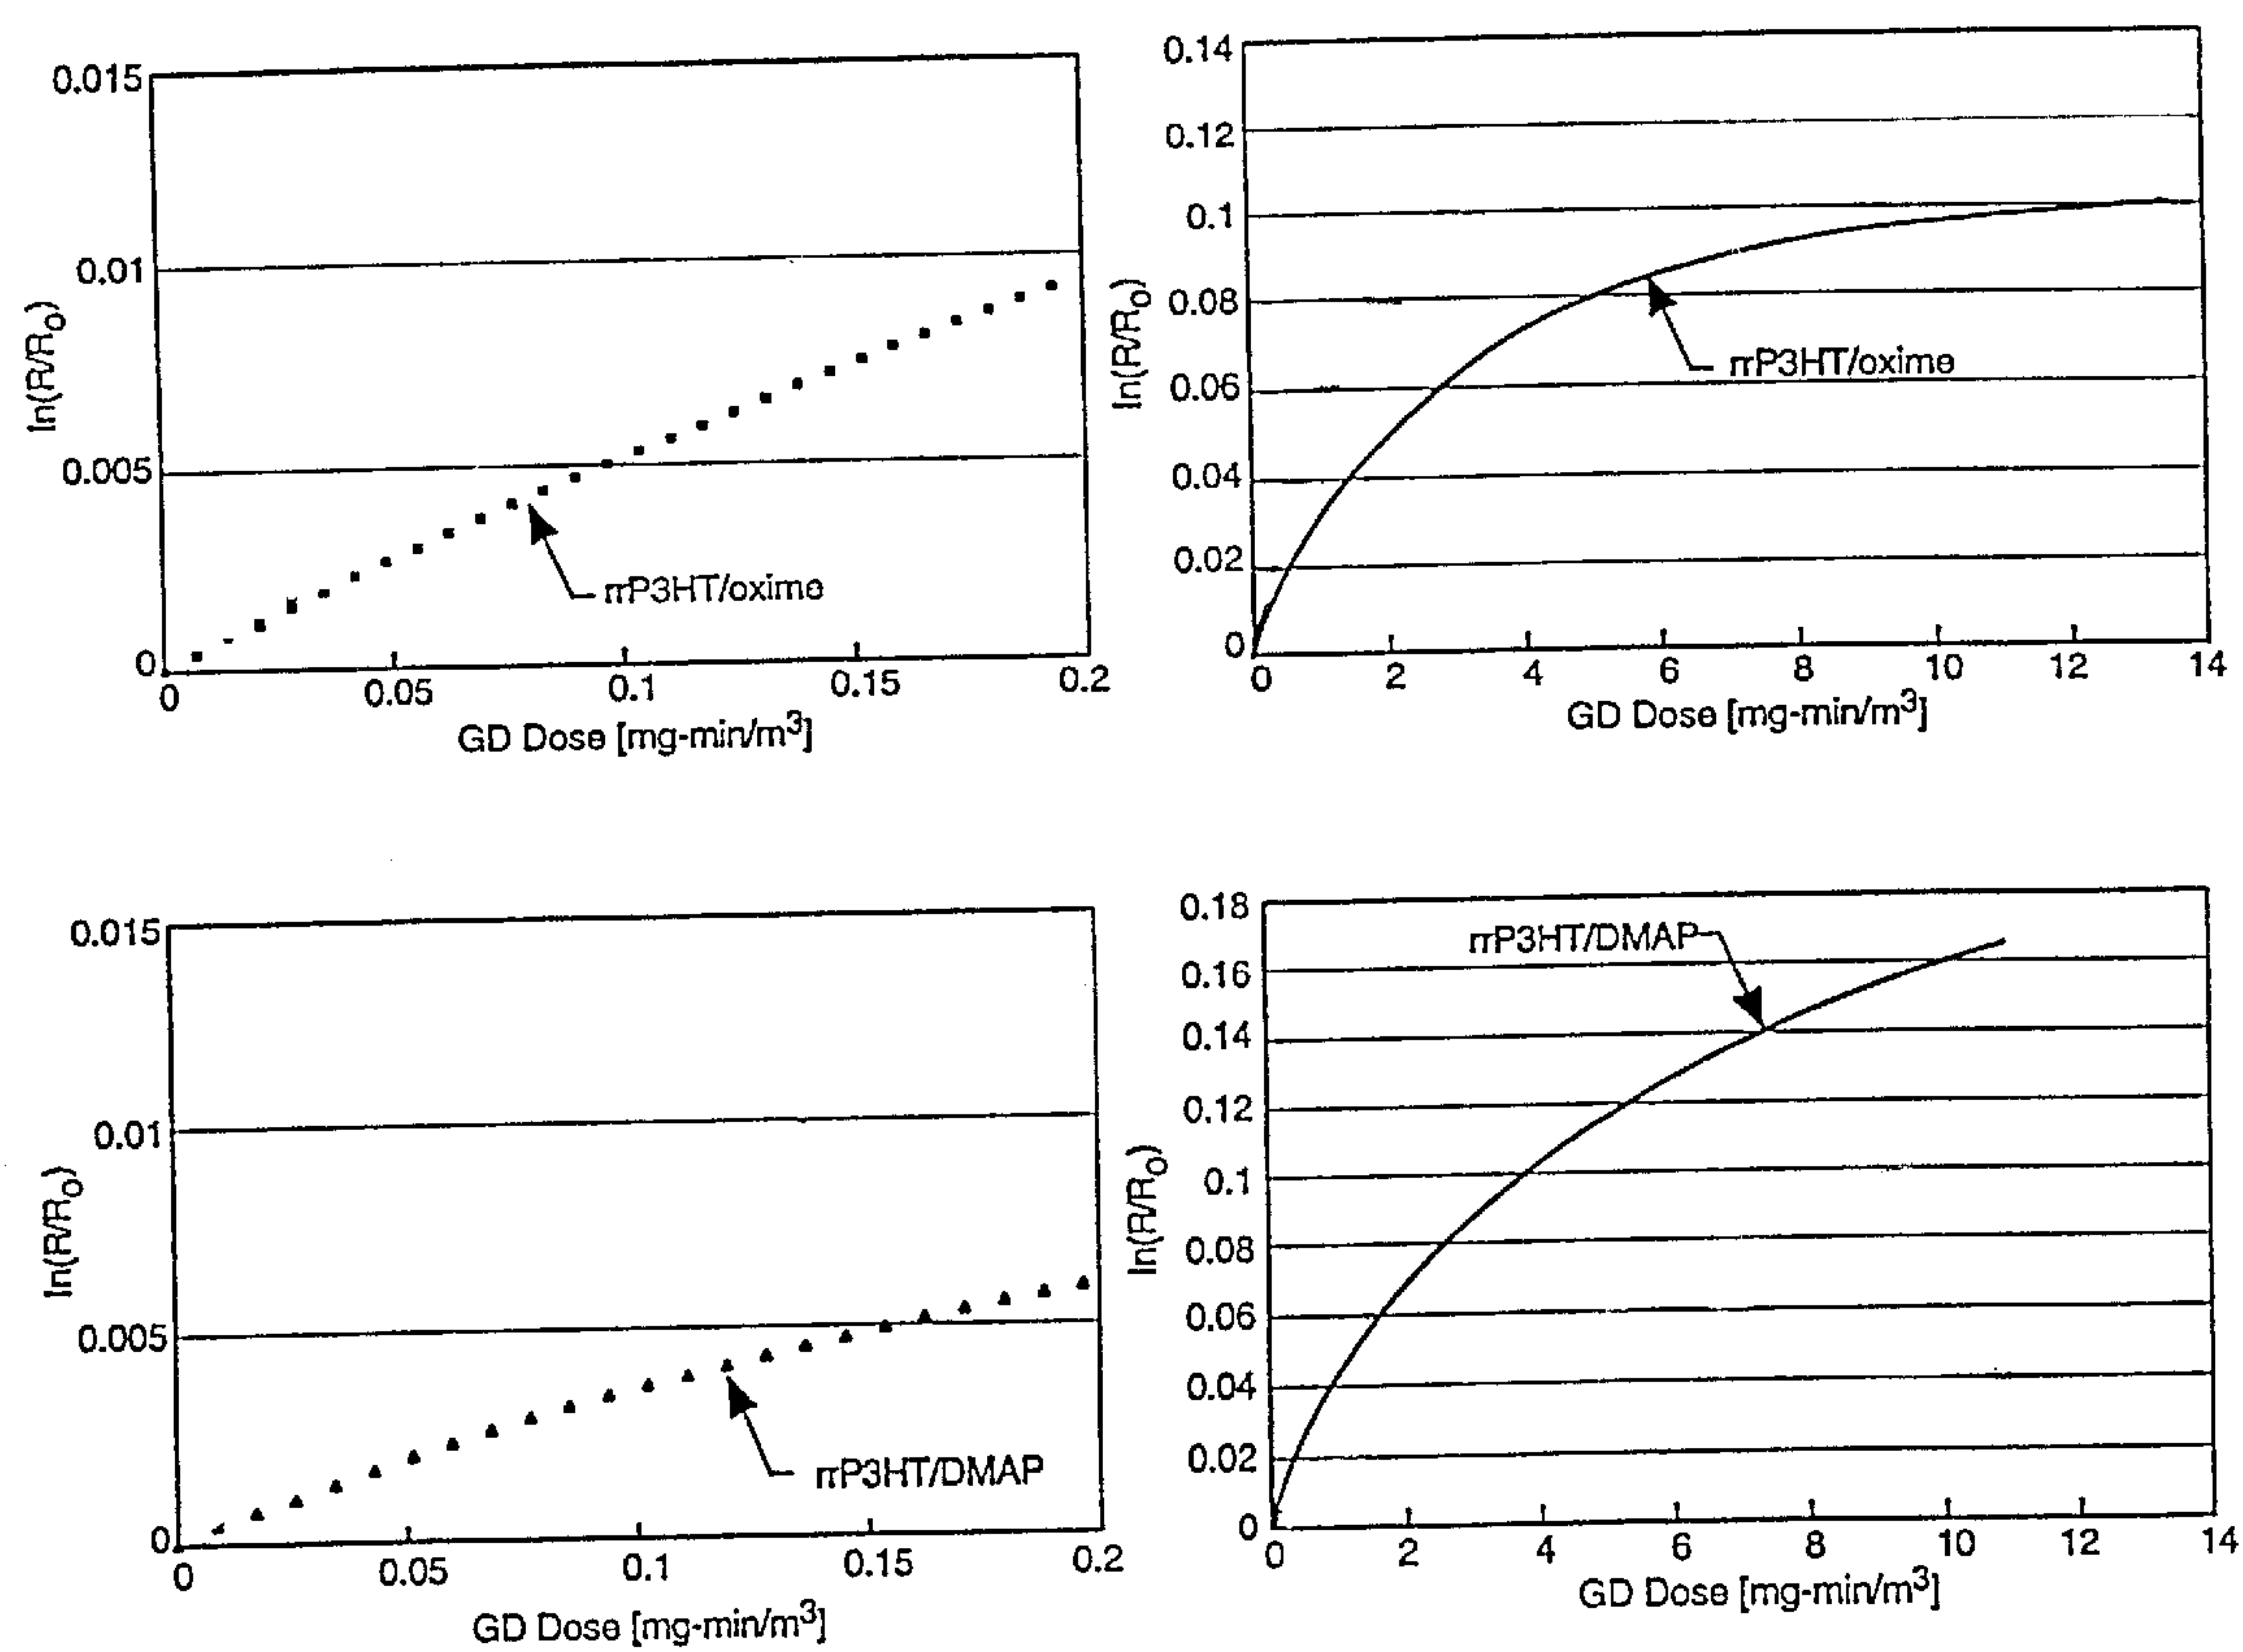 0.015
0.01
0.005
0
ln(R/R0)
rrP3HT/oxime
0 0.05 0.1 0.15 0.2
GD Dose [mg-min/m3]
0.14
0.12
0.1
0.08
0.06
0.04
0.02
0
ln(R/R0)
rrP3HT/oxime
0 2 4 6 8 10 12 14
GD Dose [mg-min/m3]
0.015
0.01
0.005
0
ln(R/R0)
rrP3HT/DMAP
0 0.05 0.1 0.15 0.2
GD Dose [mg-min/m3]
0.18
0.16
0.14
0.12
0.1
0.08
0.06
0.04
0.02
0
ln(R/R0)
rrP3HT/DMAP
0 2 4 6 8 10 12 14
GD Dose [mg-min/m3]